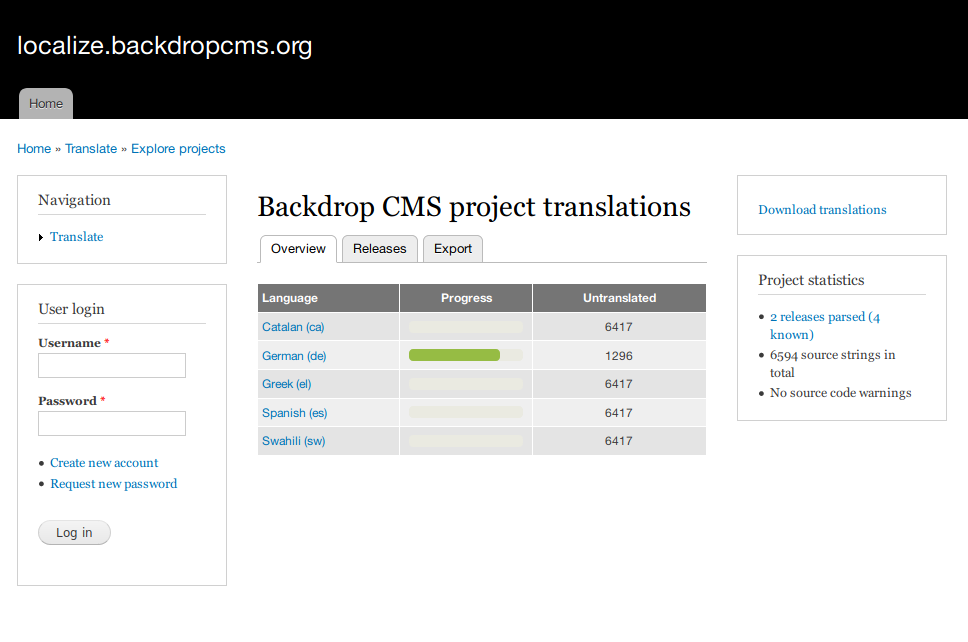 localize.backdropcms.org
Home
Home » Translate » Explore projects
Navigation
Translate
User login
Username *
Password *
Create new account
Request new password
Log in
Backdrop CMS project translations
Overview Releases Export
Language Progress Untranslated
Catalan (ca) 6417
German (de) 1296
Greek (el) 6417
Spanish (es) 6417
Swahili (sw) 6417
Download translations
Project statistics
2 releases parsed (4
known)
6594 source strings in
total
No source code warnings